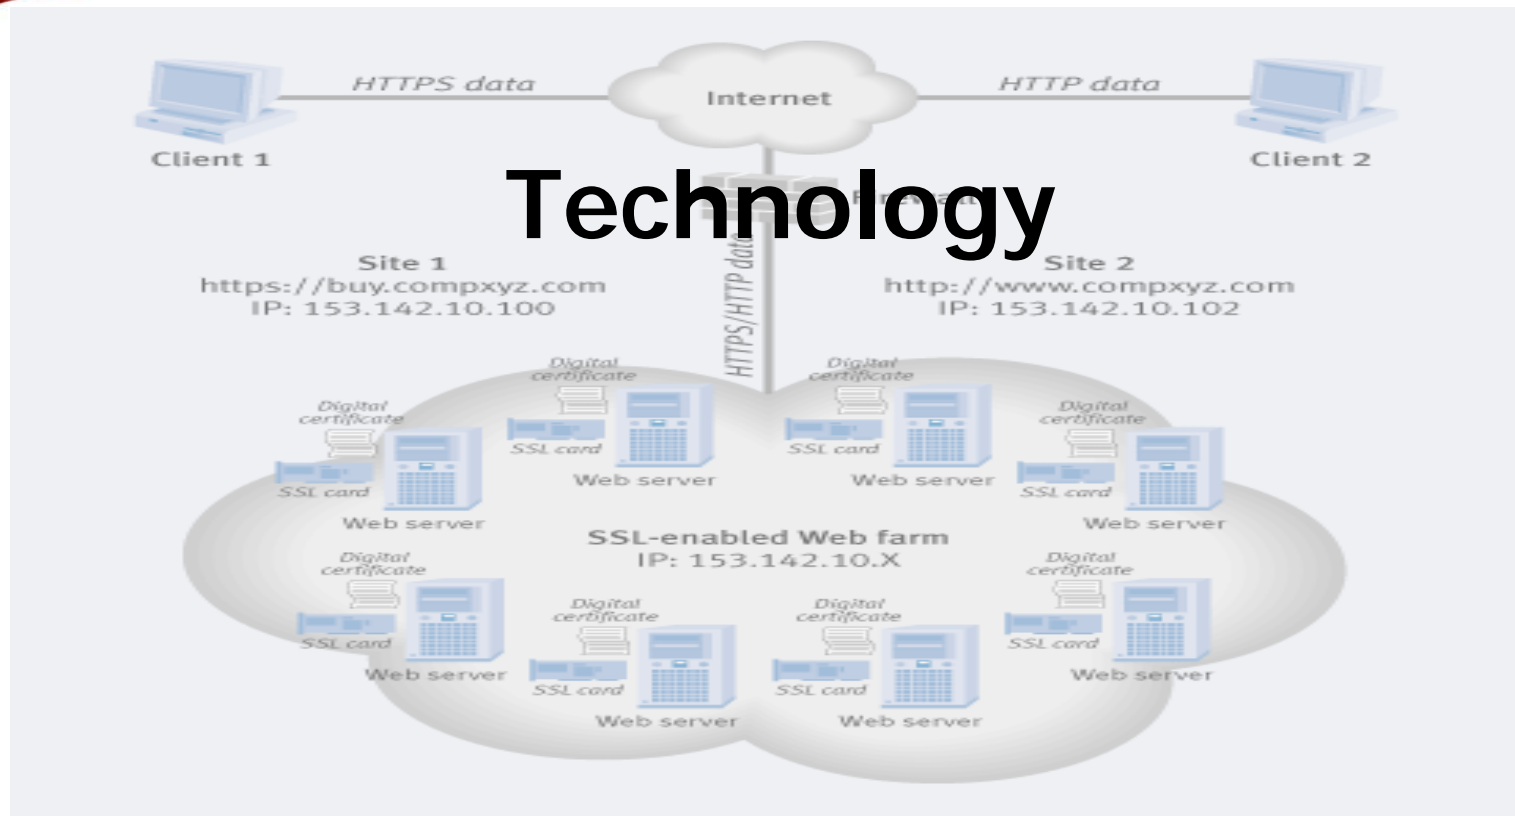 HTTPS data
Internet
HTTP data
Client 1
Client 2
Technology
Firewall
Site 1
https://buy.compxyz.com
IP: 153.142.10.100
HTTPS/HTTP data
Site 2
http://www.compxyz.com
IP: 153.142.10.102
Digital
certificate
SSL card
Web server
Digital
certificate
SSL card
Web server
Digital
certificate
SSL card
Web server
Digital
certificate
SSL card
Web server
SSL-enabled Web farm
IP: 153.142.10.X
Digital
certificate
SSL card
Web server
Digital
certificate
SSL card
Web server
Digital
certificate
SSL card
Web server
Digital
certificate
SSL card
Web server